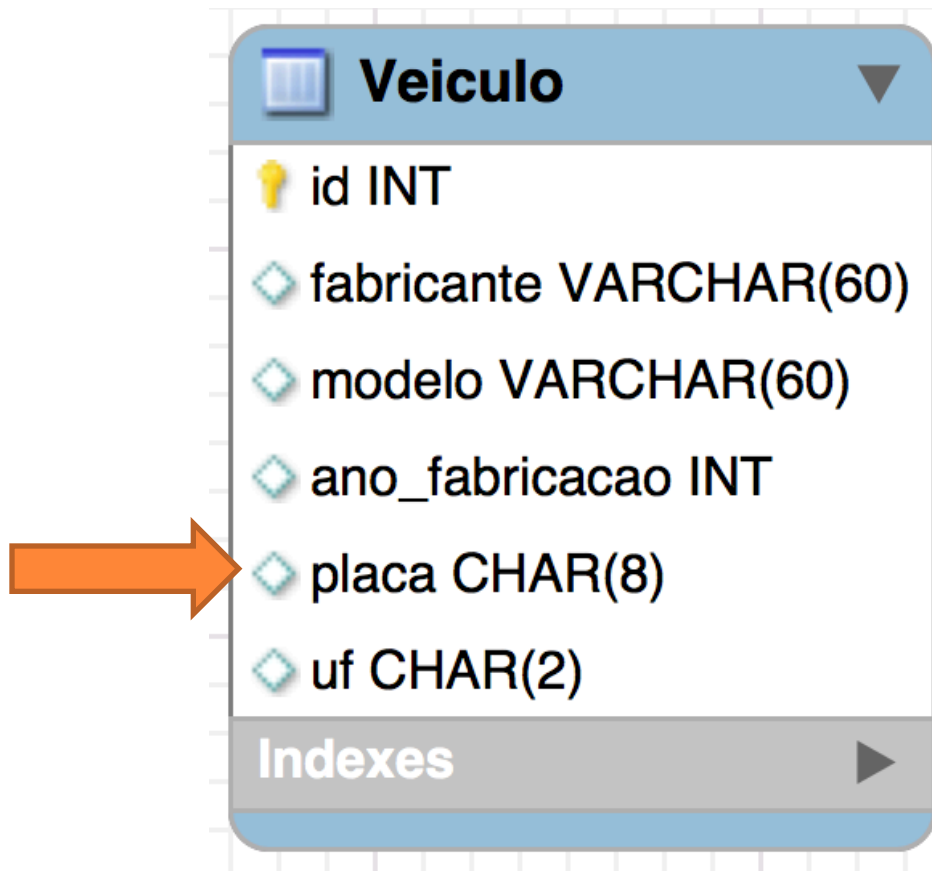 Veiculo
id INT
fabricante VARCHAR(60)
modelo VARCHAR(60)
ano_fabricacao INT
placa CHAR(8)
uf CHAR(2)
Indexes